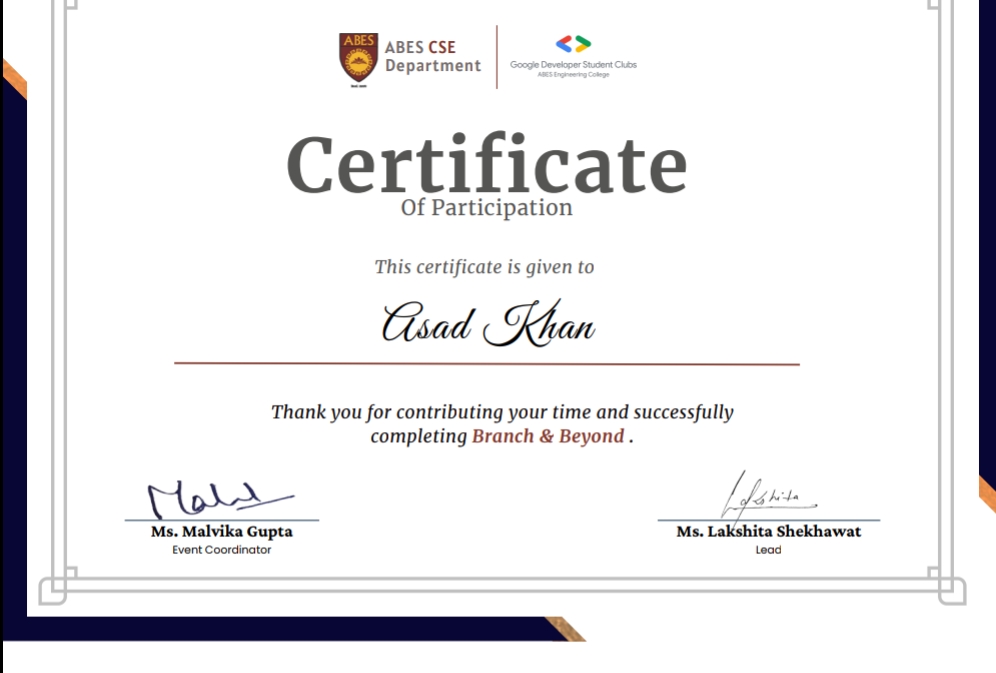 ABES
ABES CSE
Department
Google Developer Student Clubs
ABES Engineering College
Certificate
Of Participation
This certificate is given to
Asad Khan
Thank you for contributing your time and successfully
completing Branch & Beyond .
Lakshita
Ms. Malvika Gupta
Ms. Lakshita Shekhawat
Event Coordinator
Lead